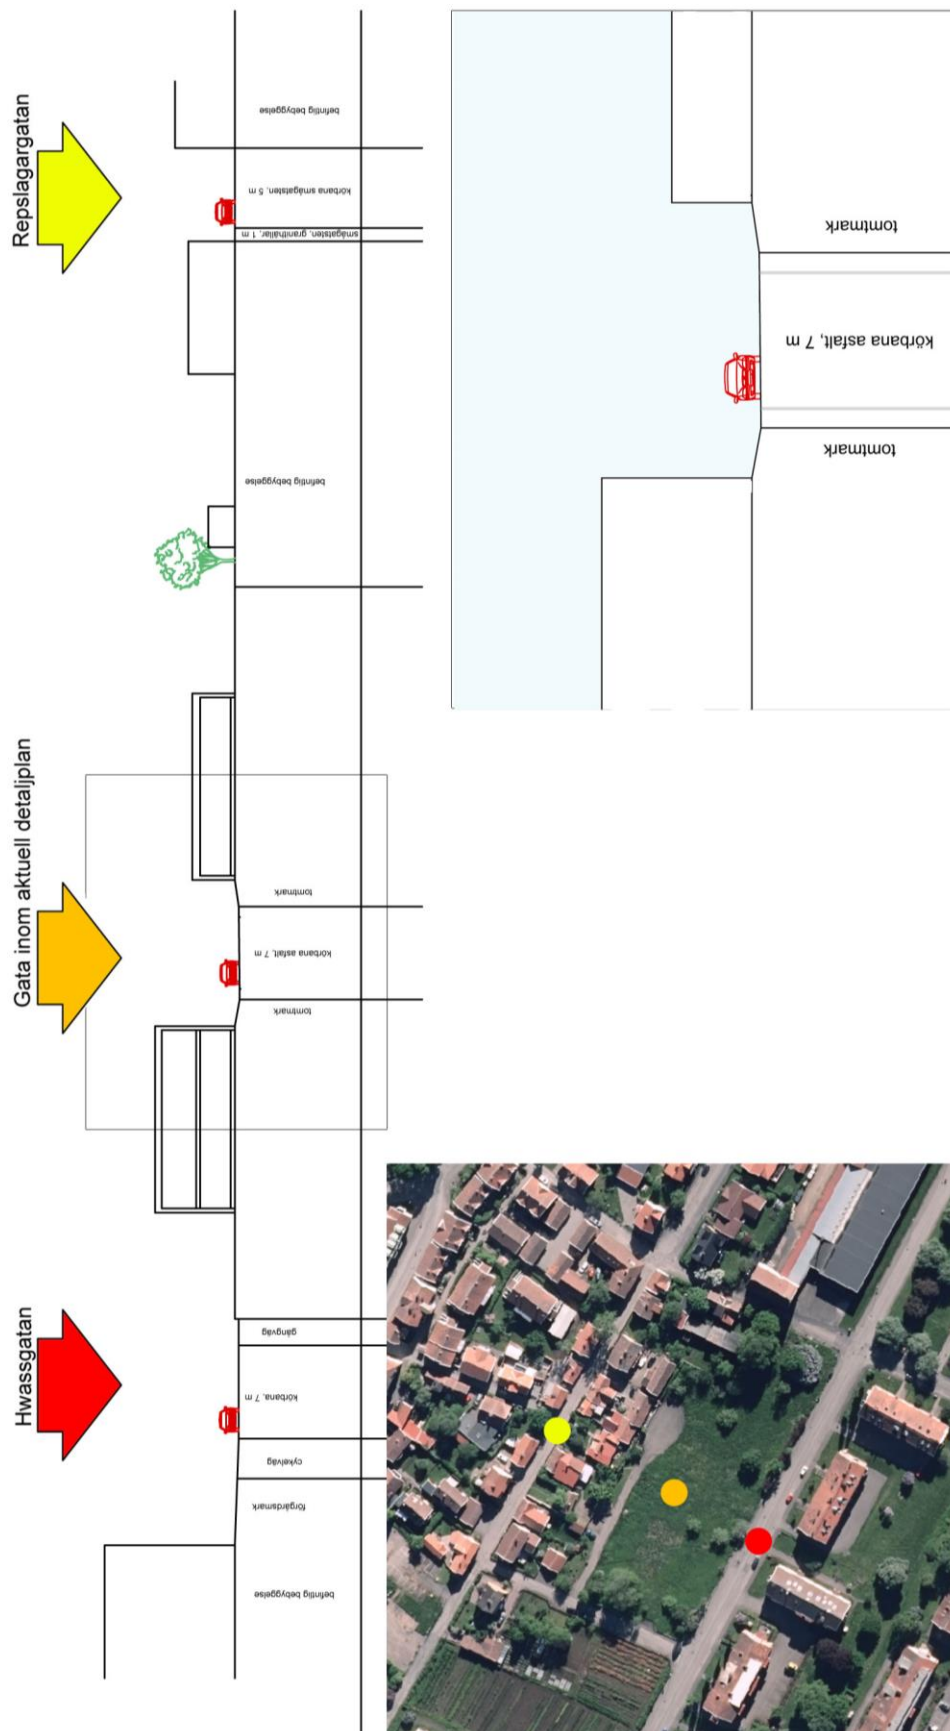 Repslagargatan
befintlig bebyggelse
körbana smågatsten, 5 m
smågatsten, granithällar, 1 m
befintlig bebyggelse
Gata inom aktuell detaljplan
tomtmark
körbana asfalt, 7 m
tomtmark
Hwassgatan
gångväg
körbana, 7 m
cykelväg
förgårdsmark
befintlig bebyggelse
tomtmark
körbana asfalt, 7 m
tomtmark